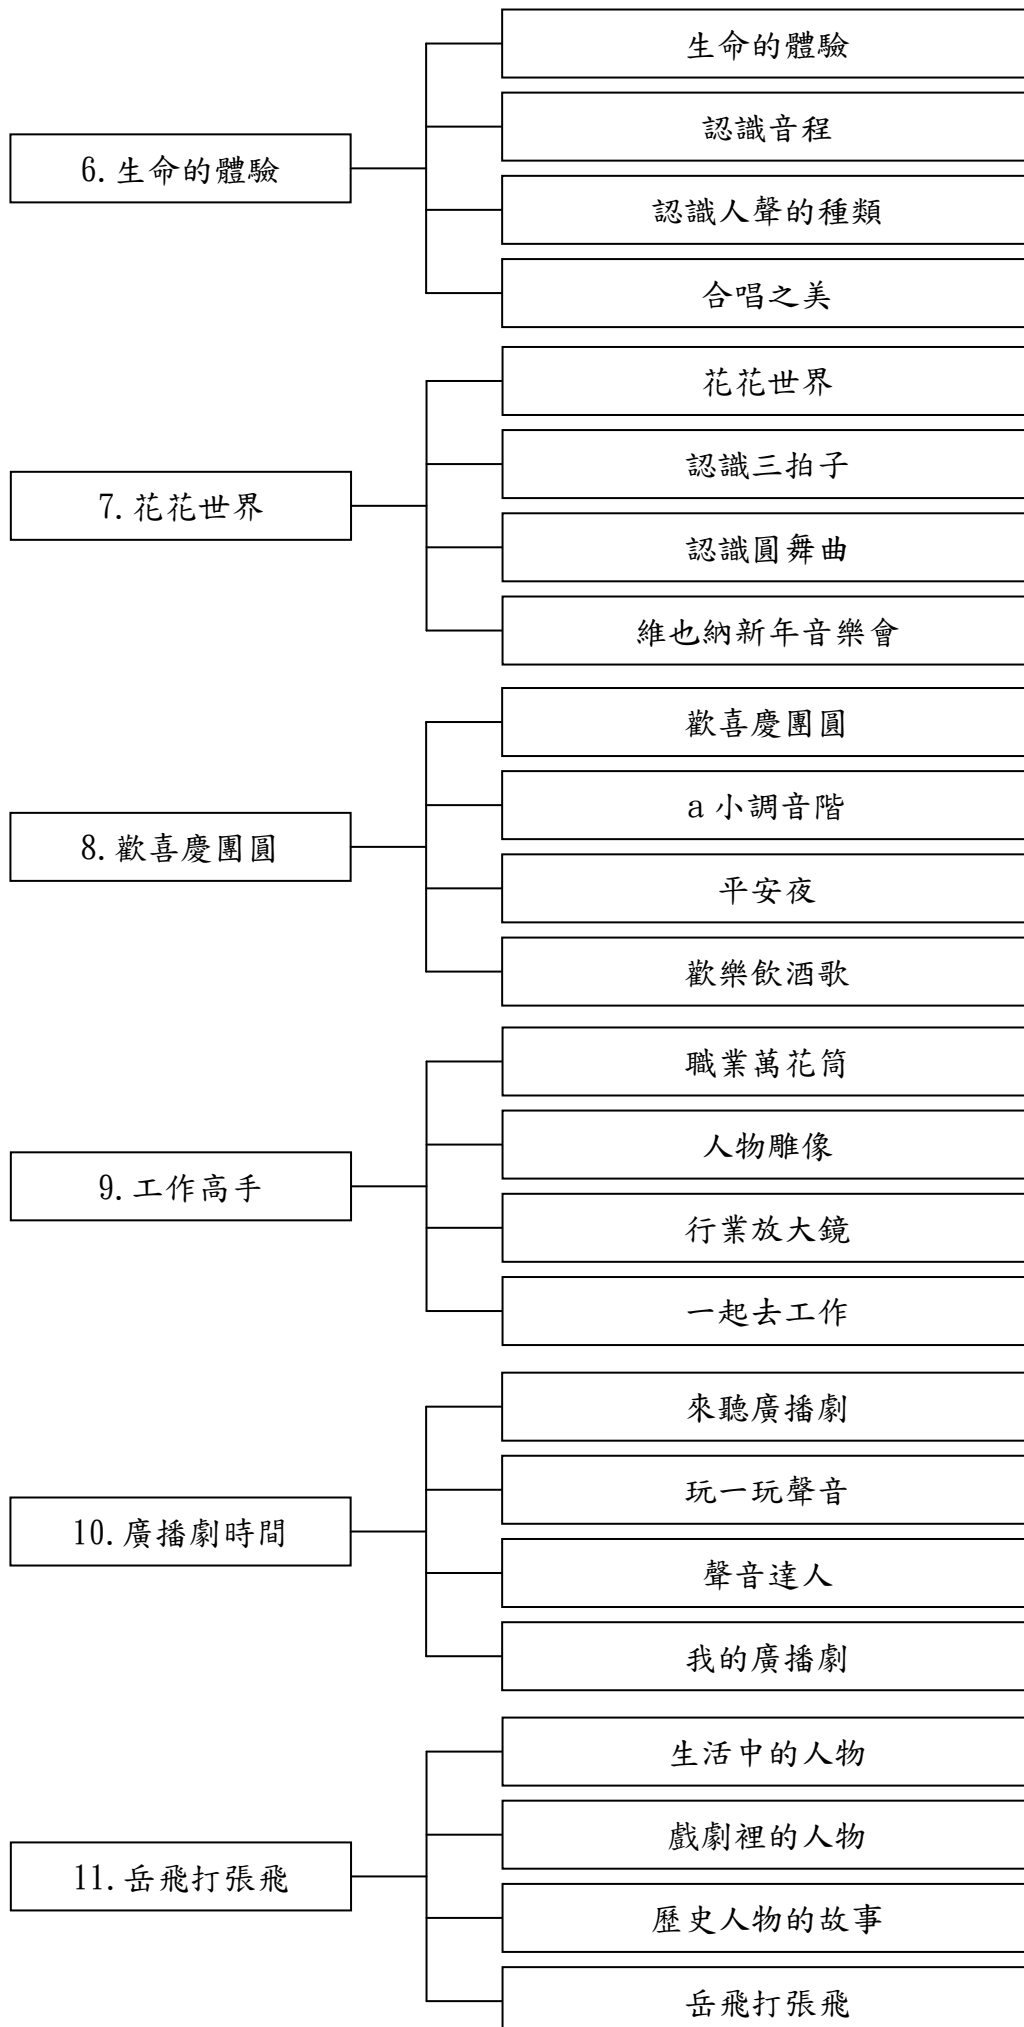 6.生命的體驗
生命的體驗
認識音程
認識人聲的種類
合唱之美
7.花花世界
花花世界
認識三拍子
認識圓舞曲
維也納新年音樂會
8.歡喜慶團圓
歡喜慶團圓
a 小調音階
平安夜
歡樂飲酒歌
9.工作高手
職業萬花筒
人物雕像
行業放大鏡
一起去工作
10.廣播劇時間
來聽廣播劇
玩一玩聲音
聲音達人
我的廣播劇
11.岳飛打張飛
生活中的人物
戲劇裡的人物
歷史人物的故事
岳飛打張飛